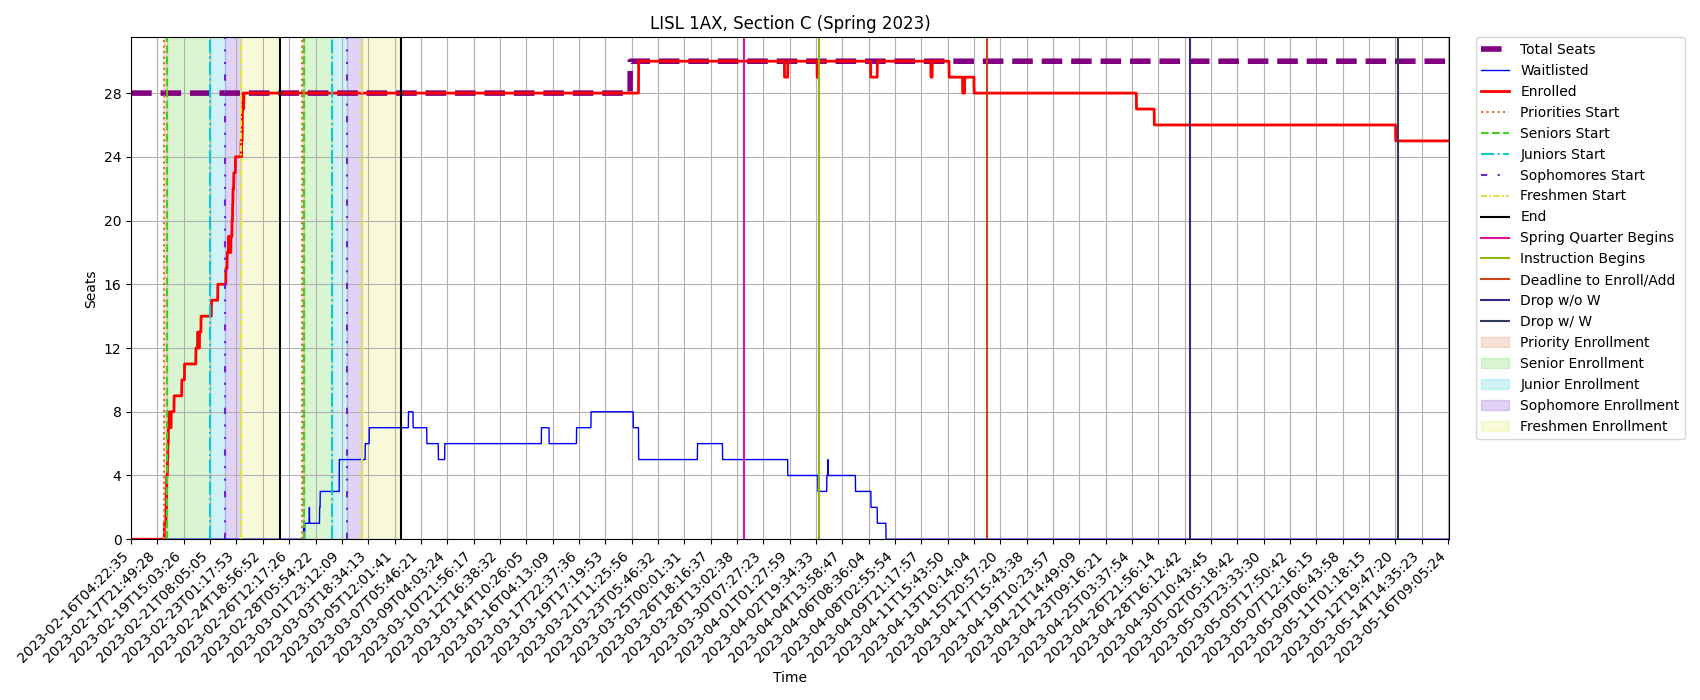 LISL 1AX, Section C (Spring 2023)
Seats
28
24
20
16
12
8
4
0
2023-02-16T04:22:35
2023-02-17T21:49:28
2023-02-19T15:03:26
2023-02-21T08:05:05
2023-02-23T01:17:53
2023-02-24T18:56:52
2023-02-26T12:17:29
2023-02-28T05:54:22
2023-03-01T23:12:09
2023-03-03T18:34:13
2023-03-05T12:01:41
2023-03-07T05:46:21
2023-03-09T04:03:24
2023-03-10T21:56:17
2023-03-12T16:38:32
2023-03-14T10:26:05
2023-03-16T04:13:09
2023-03-17T22:37:36
2023-03-19T17:19:53
2023-03-21T11:25:56
2023-03-23T05:46:32
2023-03-25T00:01:31
2023-03-26T18:16:37
2023-03-28T13:02:38
2023-03-30T07:27:23
2023-04-01T01:27:59
2023-04-02T19:34:33
2023-04-04T13:58:47
2023-04-06T08:36:04
2023-04-08T02:55:54
2023-04-09T21:17:57
2023-04-11T15:43:50
2023-04-13T10:14:04
2023-04-15T20:57:20
2023-04-17T15:43:38
2023-04-19T10:23:57
2023-04-21T14:49:09
2023-04-23T09:16:21
2023-04-25T03:37:54
2023-04-26T21:56:14
2023-04-28T16:12:42
2023-04-30T10:43:45
2023-05-02T05:18:42
2023-05-03T23:33:30
2023-05-05T17:50:42
2023-05-07T12:16:15
2023-05-09T06:43:58
2023-05-11T01:18:15
2023-05-12T19:47:20
2023-05-14T14:35:23
2023-05-16T09:05:24
Time
Total Seats
Waitlisted
Enrolled
Priorities Start
Seniors Start
Juniors Start
Sophomores Start
Freshmen Start
End
Spring Quarter Begins
Instruction Begins
Deadline to Enroll/Add
Drop w/o W
Drop w/ W
Priority Enrollment
Senior Enrollment
Junior Enrollment
Sophomore Enrollment
Freshmen Enrollment